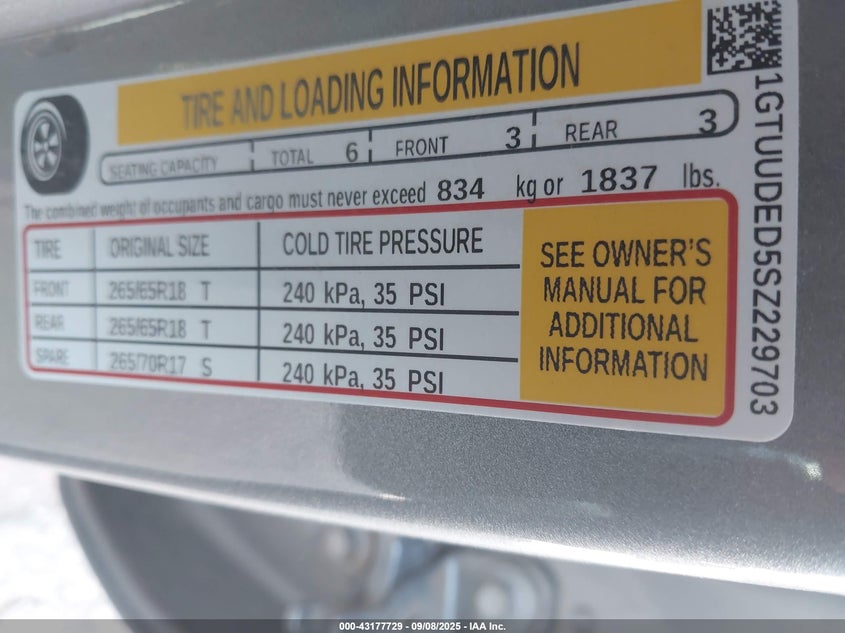 TIRE AND LOADING INFORMATION
SEATING CAPACITY TOTAL 6 FRONT 3 REAR 3
The combined weight of occupants and cargo must never exceed 834 kg or 1837 lbs.
TIRE ORIGINAL SIZE COLD TIRE PRESSURE
FRONT 265/65R18 T 240 kPa, 35 PSI
REAR 265/65R18 T 240 kPa, 35 PSI
SPARE 265/70R17 S 240 kPa, 35 PSI
SEE OWNER'S
MANUAL FOR
ADDITIONAL
INFORMATION
1GTUUDED5SZ229703
000-43177729 - 09/08/2025 - IAA Inc.